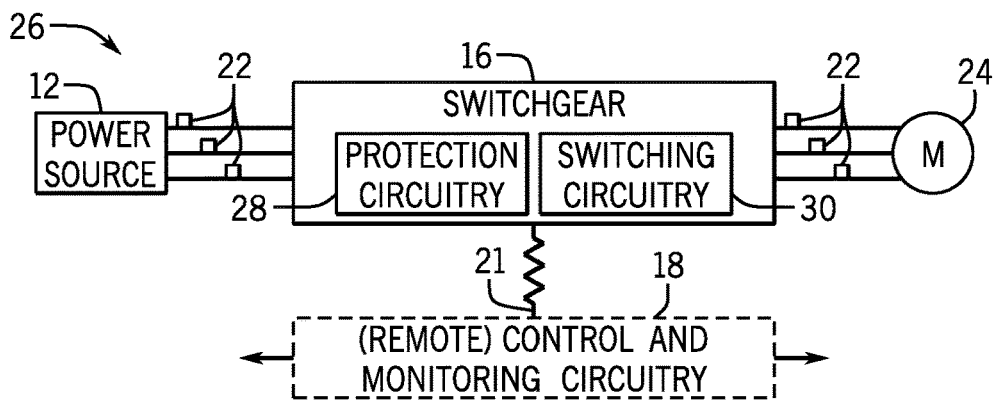 26
12
22
16
22
24
POWER
SOURCE
SWITCHGEAR
PROTECTION
CIRCUITRY
SWITCHING
CIRCUITRY
M
28
30
21
18
(REMOTE) CONTROL AND
MONITORING CIRCUITRY